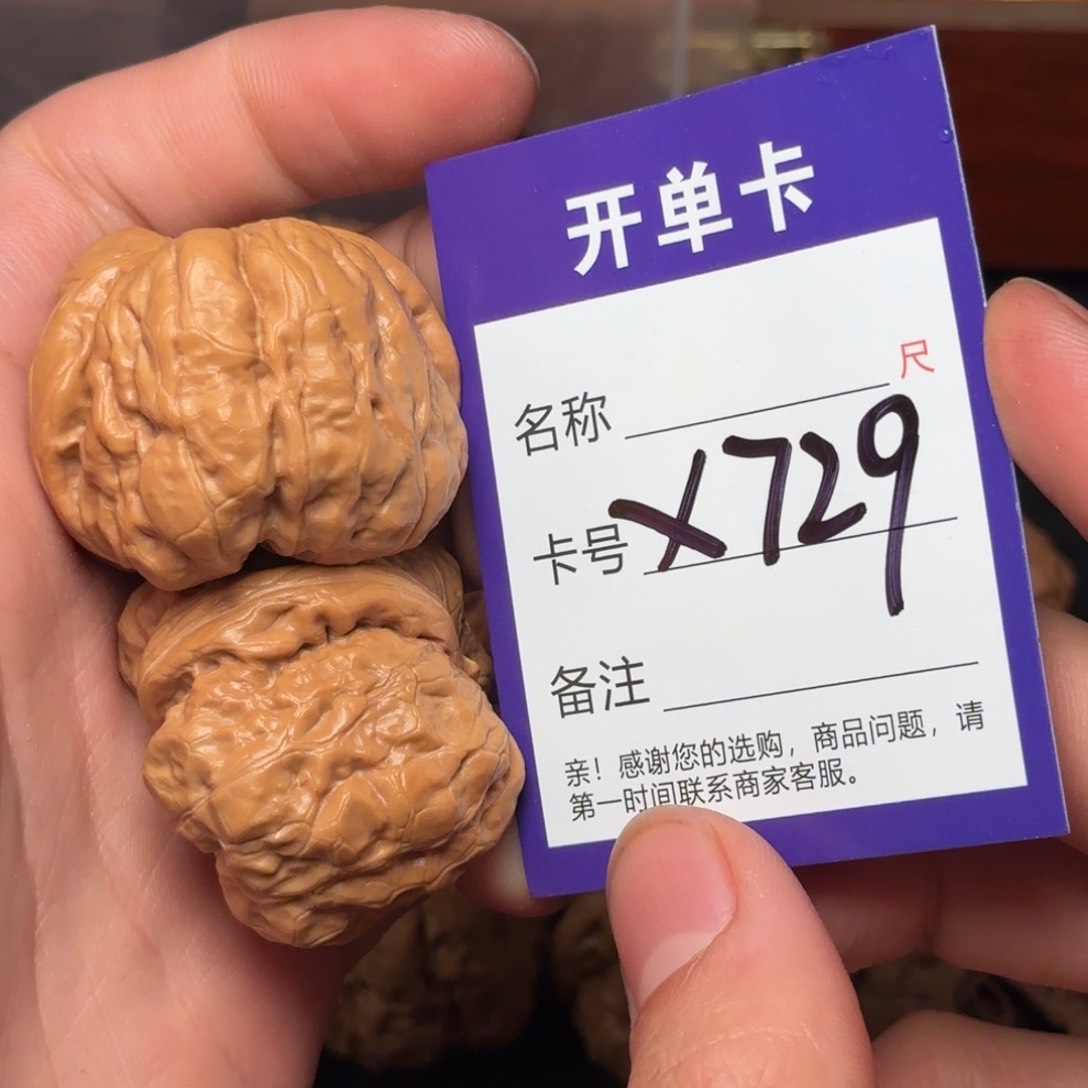 开单卡
名称 尺
卡号 X729
备注
亲！感谢您的选购，商品问题，请
第一时间联系商家客服。